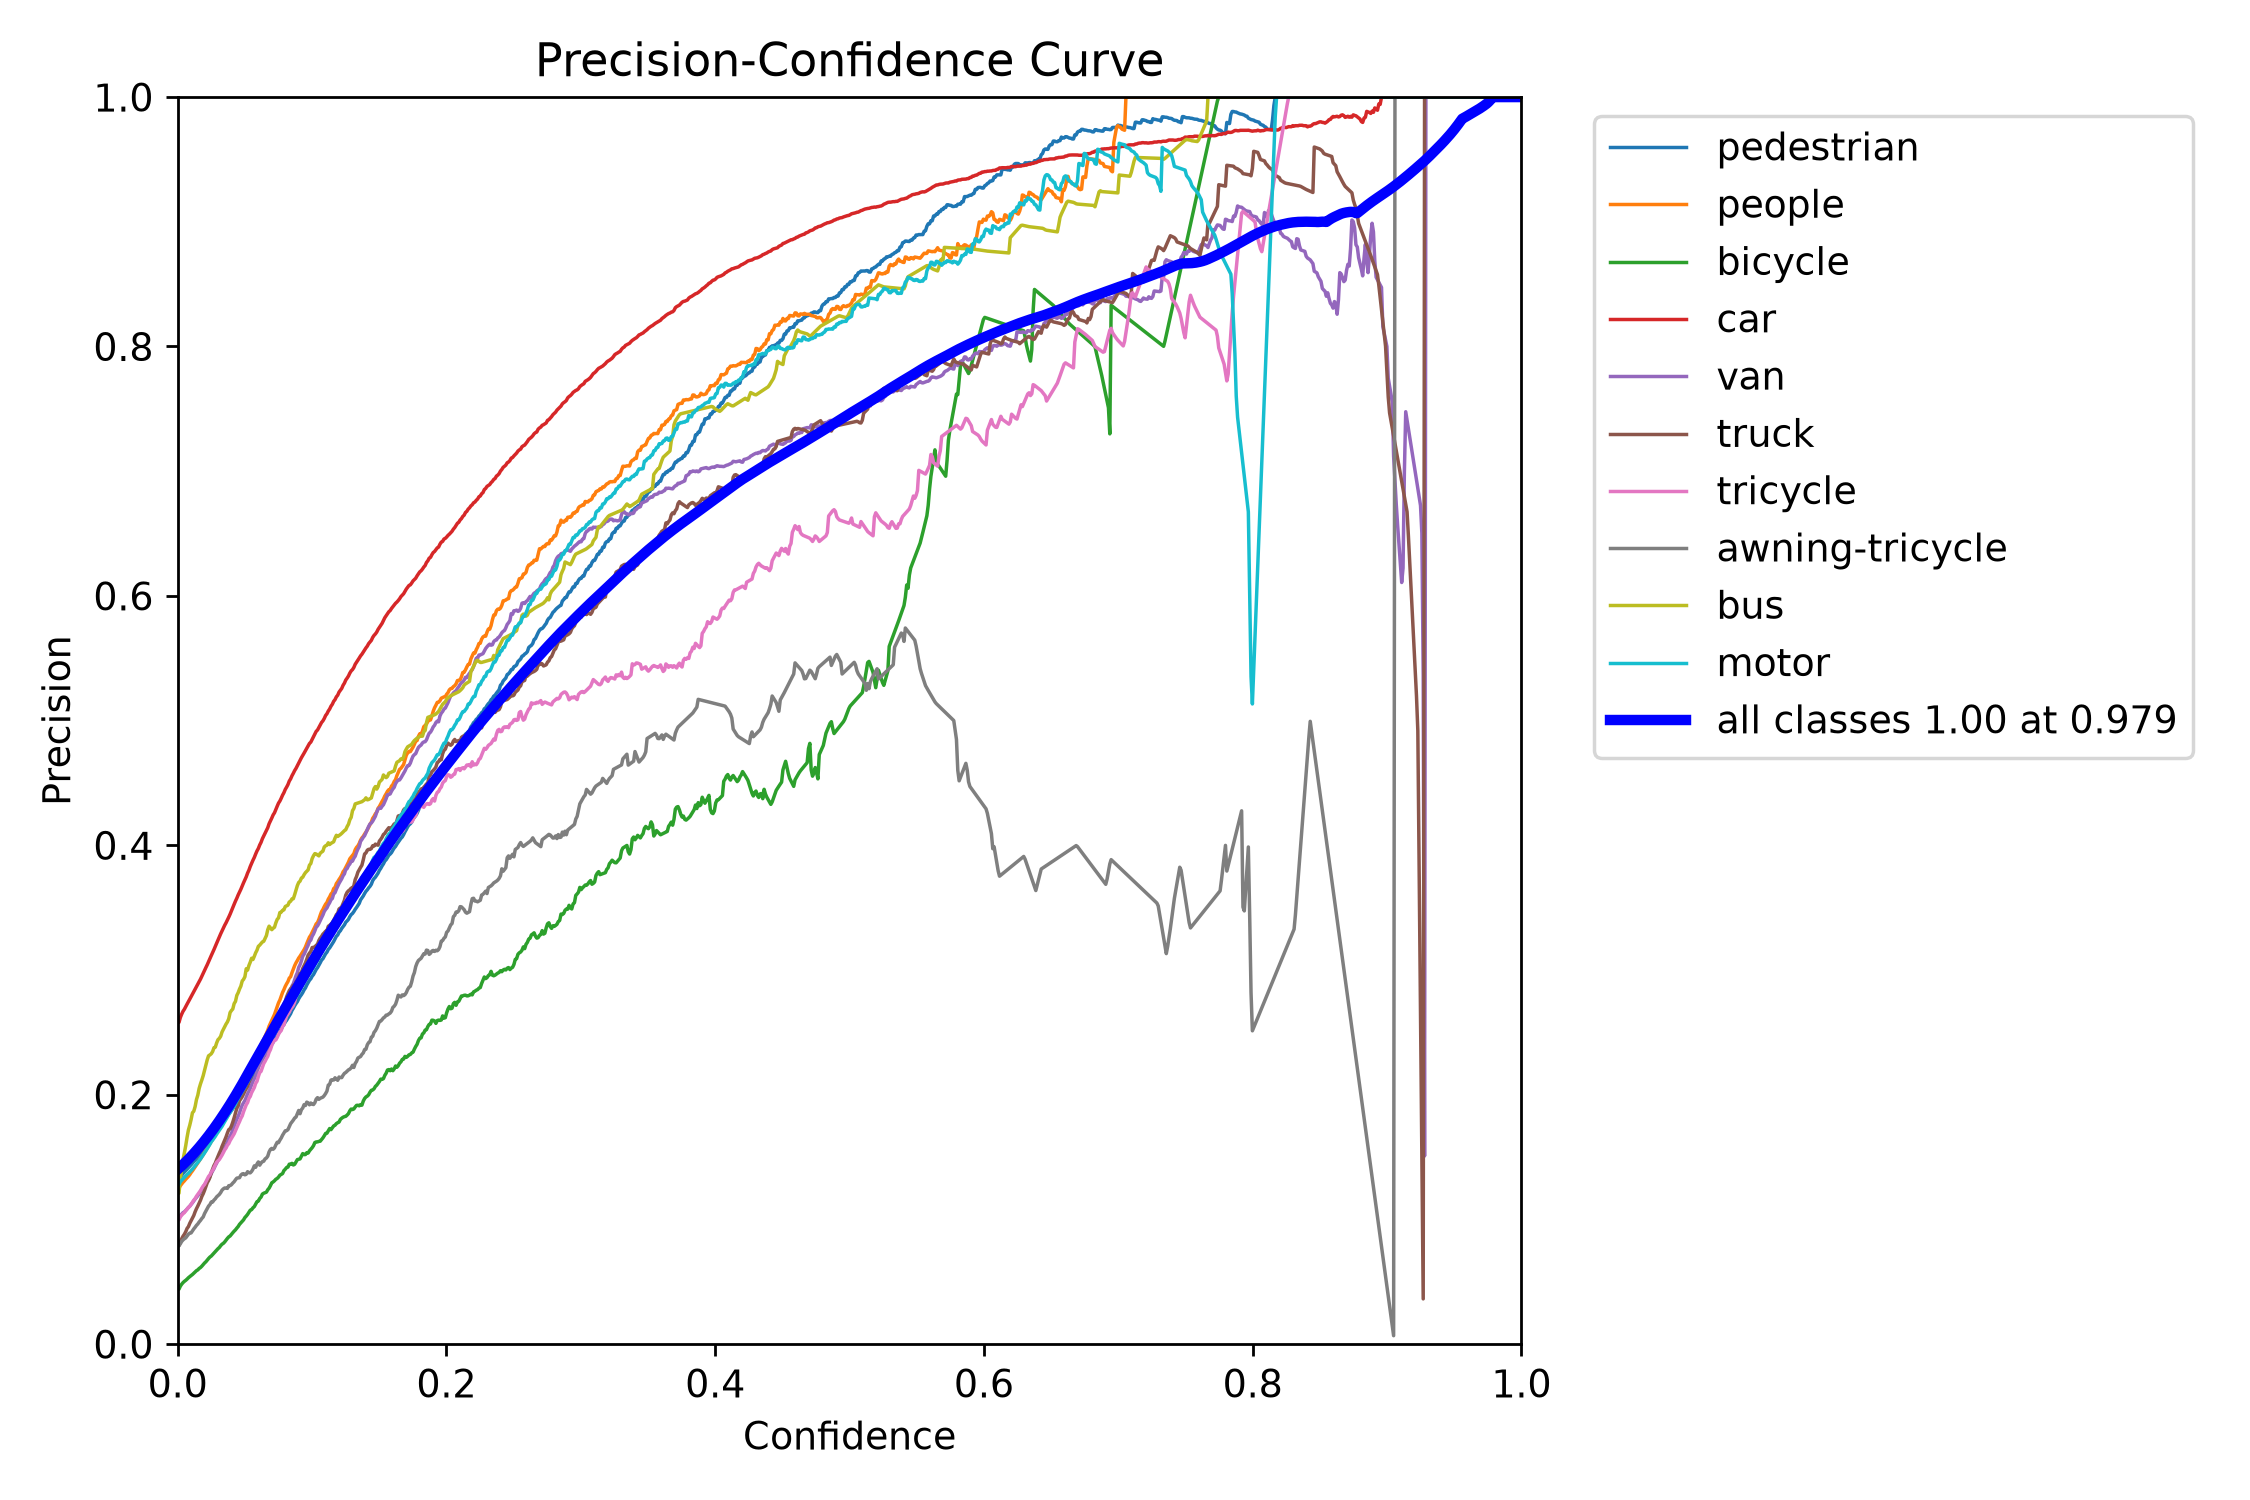 Precision-Confidence Curve
1.0
0.8
0.6
0.4
0.2
0.0
Precision
0.0 0.2 0.4 0.6 0.8 1.0
Confidence
pedestrian
people
bicycle
car
van
truck
tricycle
awning-tricycle
bus
motor
all classes 1.00 at 0.979